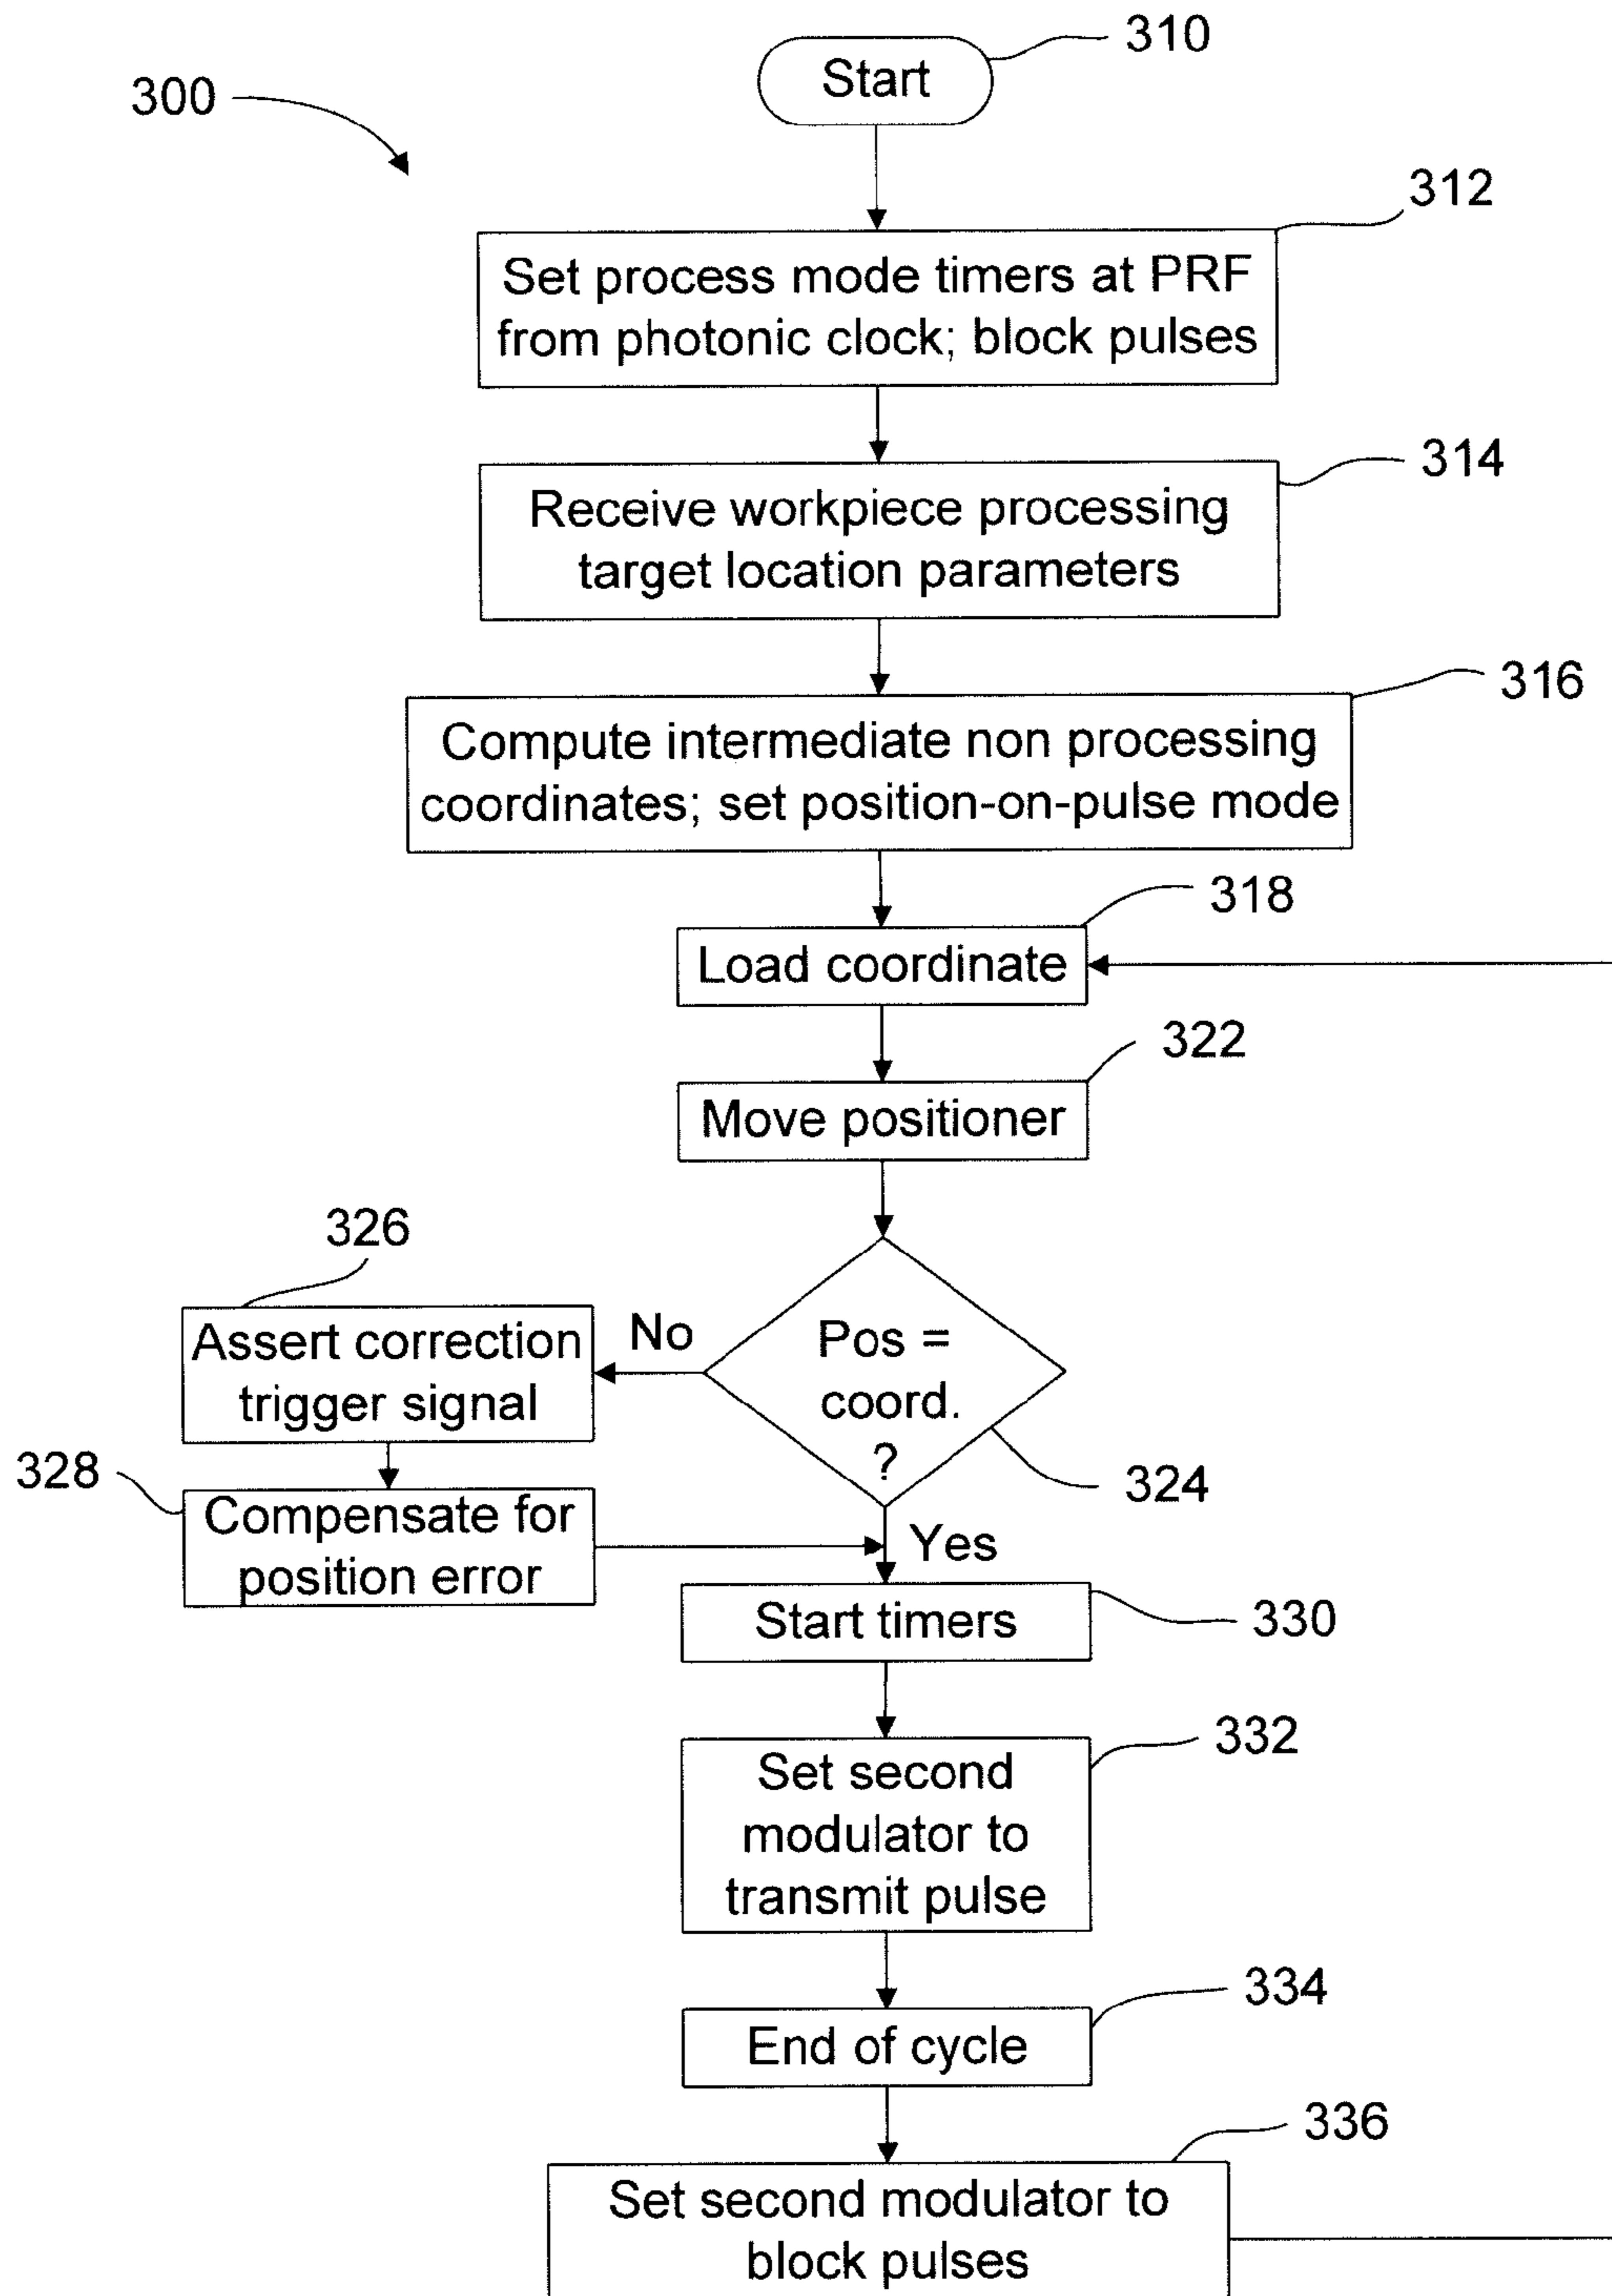 310
Start
300
312
Set process mode timers at PRF
from photonic clock; block pulses
314
Receive workpiece processing
target location parameters
316
Compute intermediate non processing
coordinates; set position-on-pulse mode
318
Load coordinate
322
Move positioner
326
Assert correction
trigger signal
No
Pos =
coord.
?
324
328
Compensate for
position error
Yes
Start timers
330
332
Set second
modulator to
transmit pulse
334
End of cycle
336
Set second modulator to
block pulses